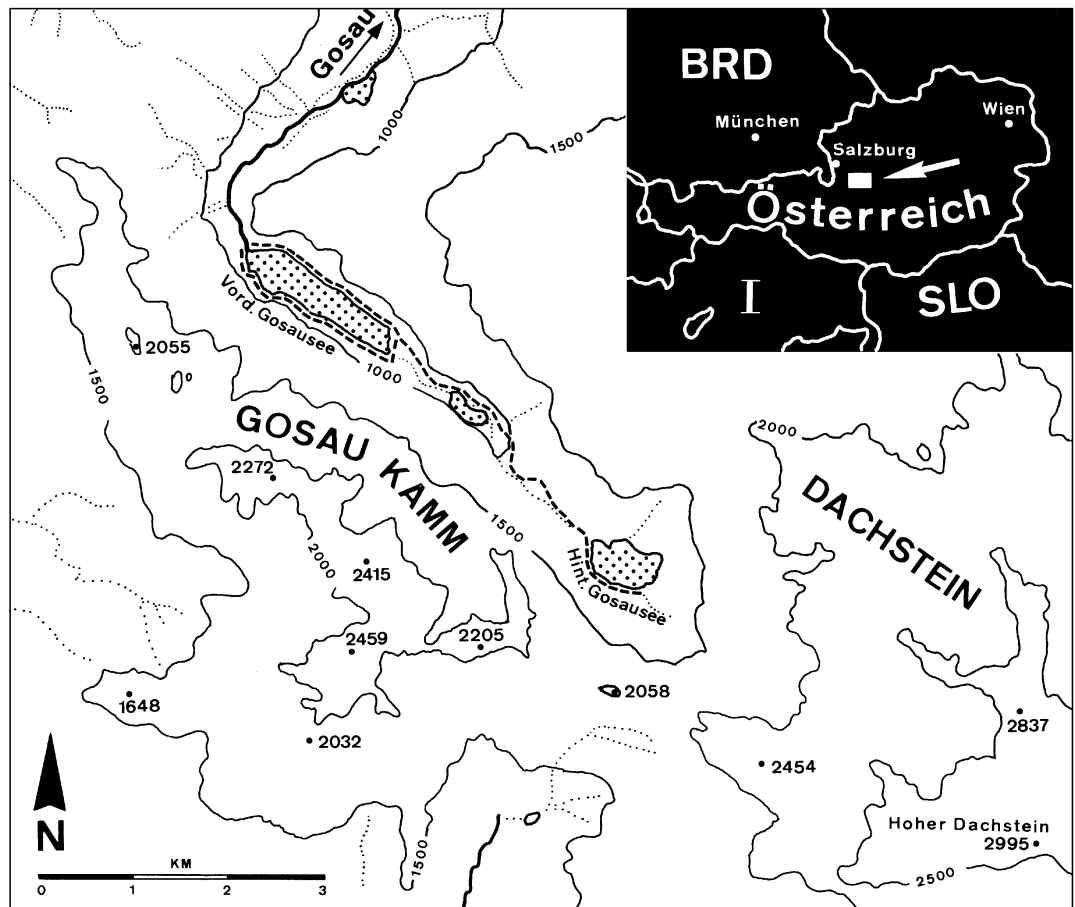 Gosau
1000
1500
BRD
München
Wien
Salzburg
Österreich
I
SLO
Vord. Gosausee
2055
1500
1000
GOSAU KAMM
2272
2000
DACHSTEIN
1500
2000
2415
Hint. Gosausee
2459
2205
1648
2058
2032
2837
2454
Hoher Dachstein
2995
N
KM
0 1 2 3
1500
2500